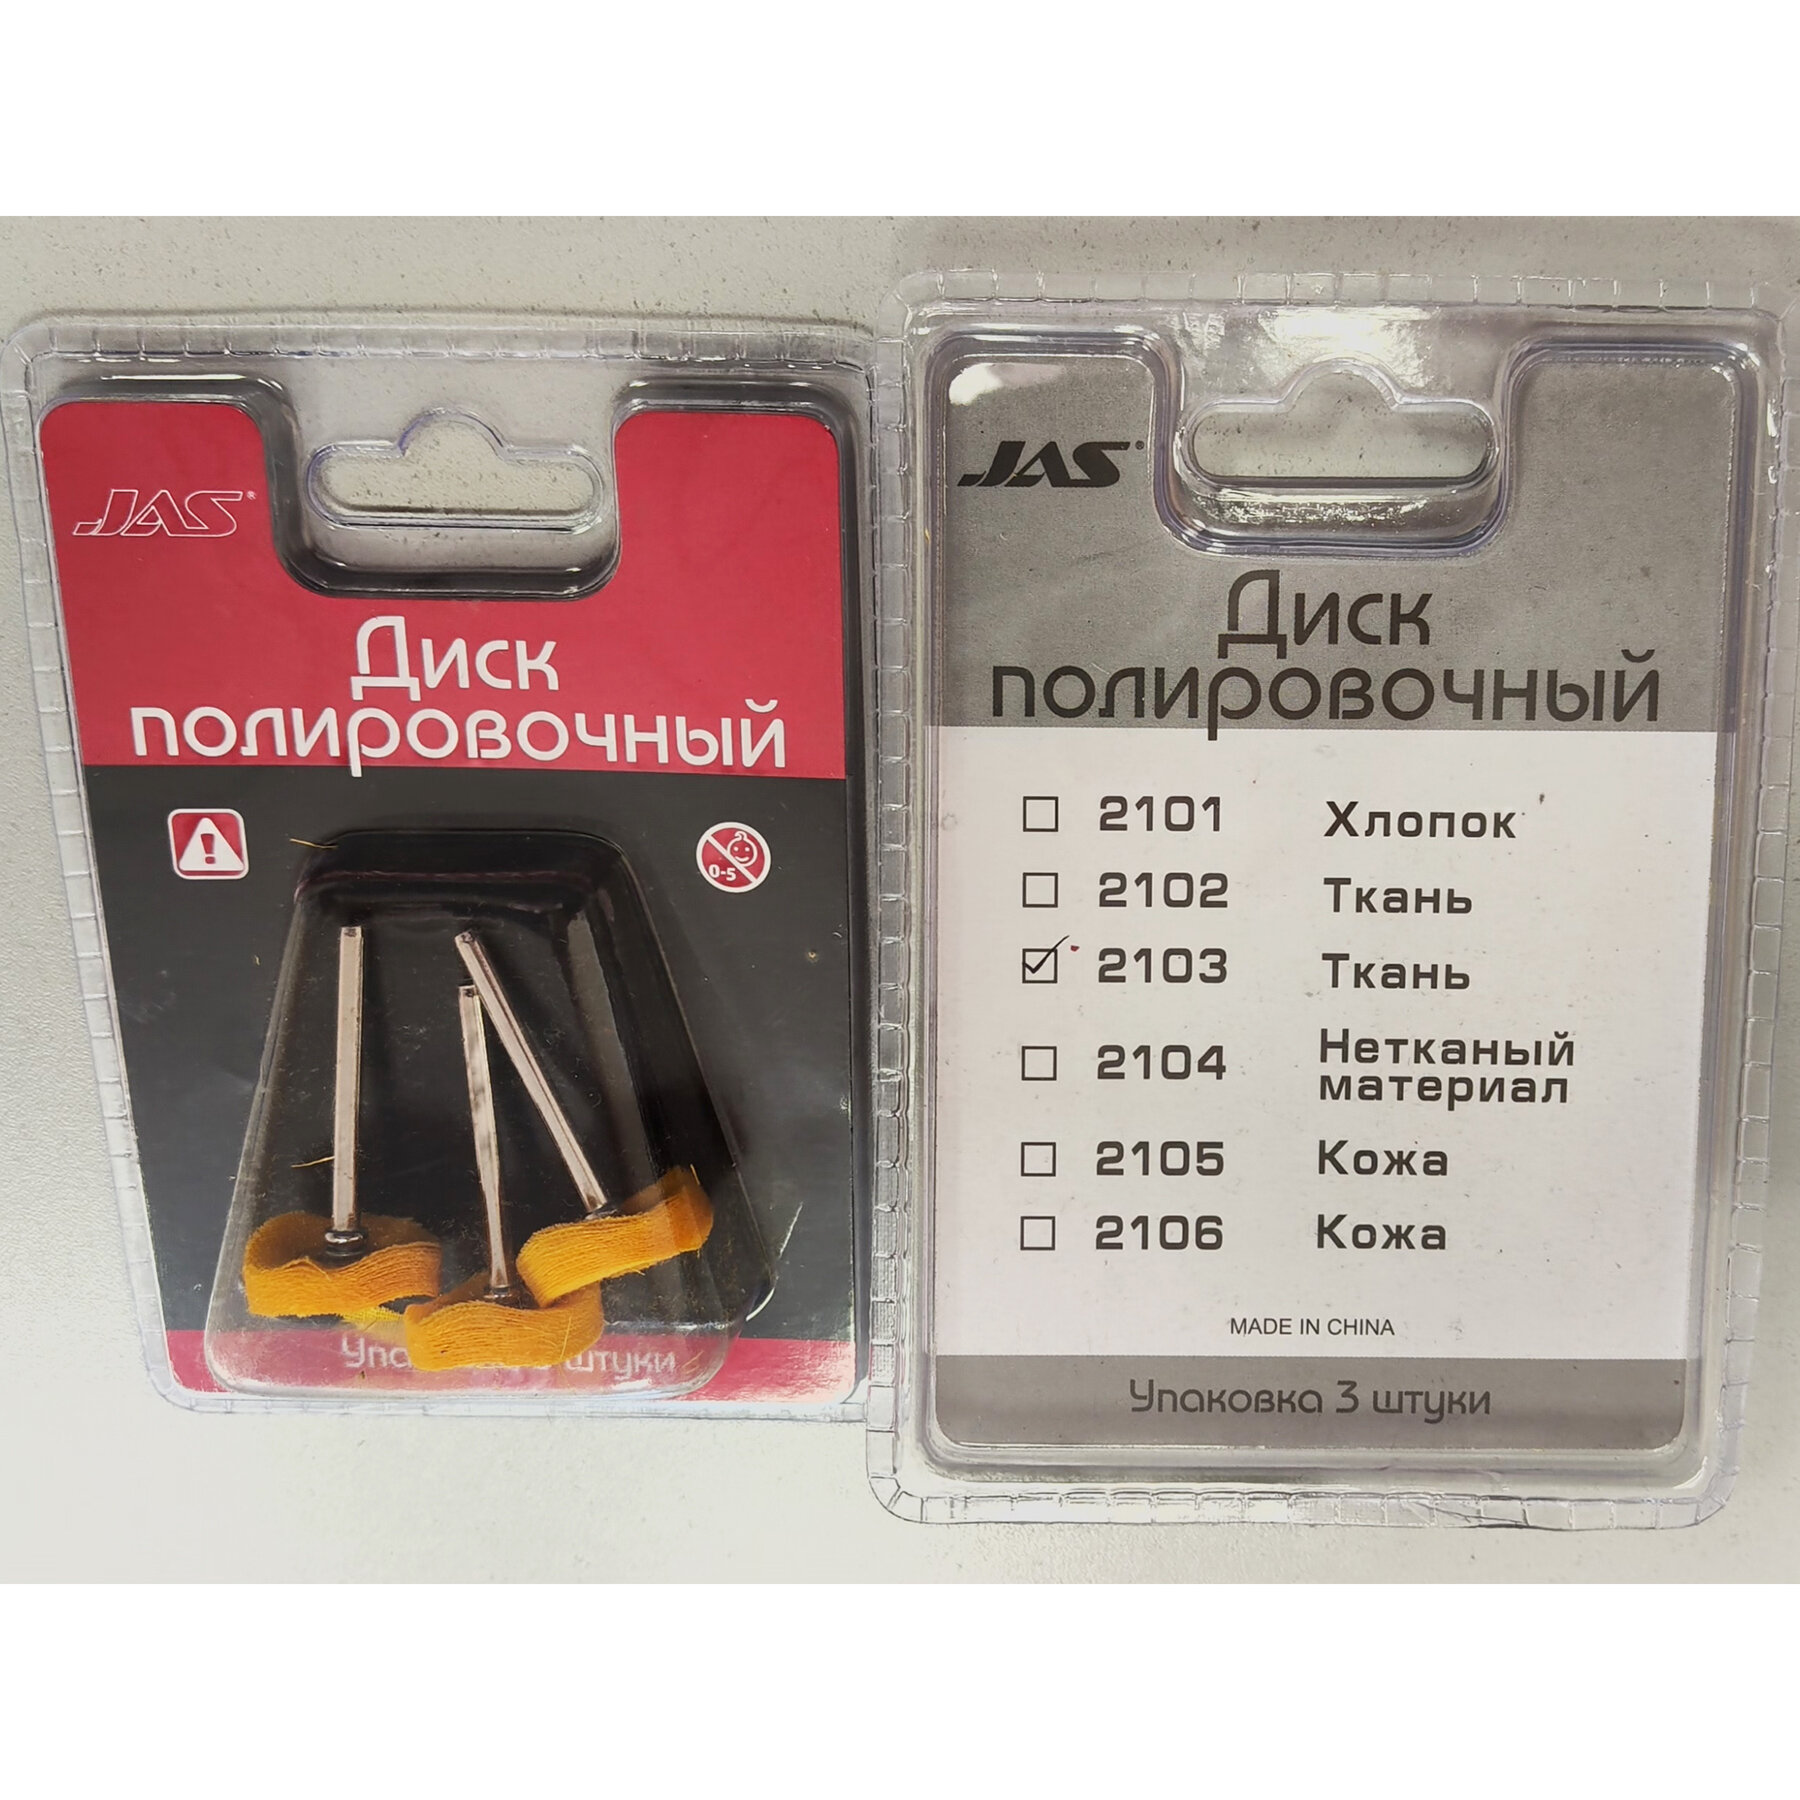 JAS®
Диск
полировочный
0-5
штуки
JAS®
Диск
полировочный
2101 Хлопок
2102 Ткань
2103 Ткань
2104 Нетканый
материал
2105 Кожа
2106 Кожа
MADE IN CHINA
Упаковка 3 штуки